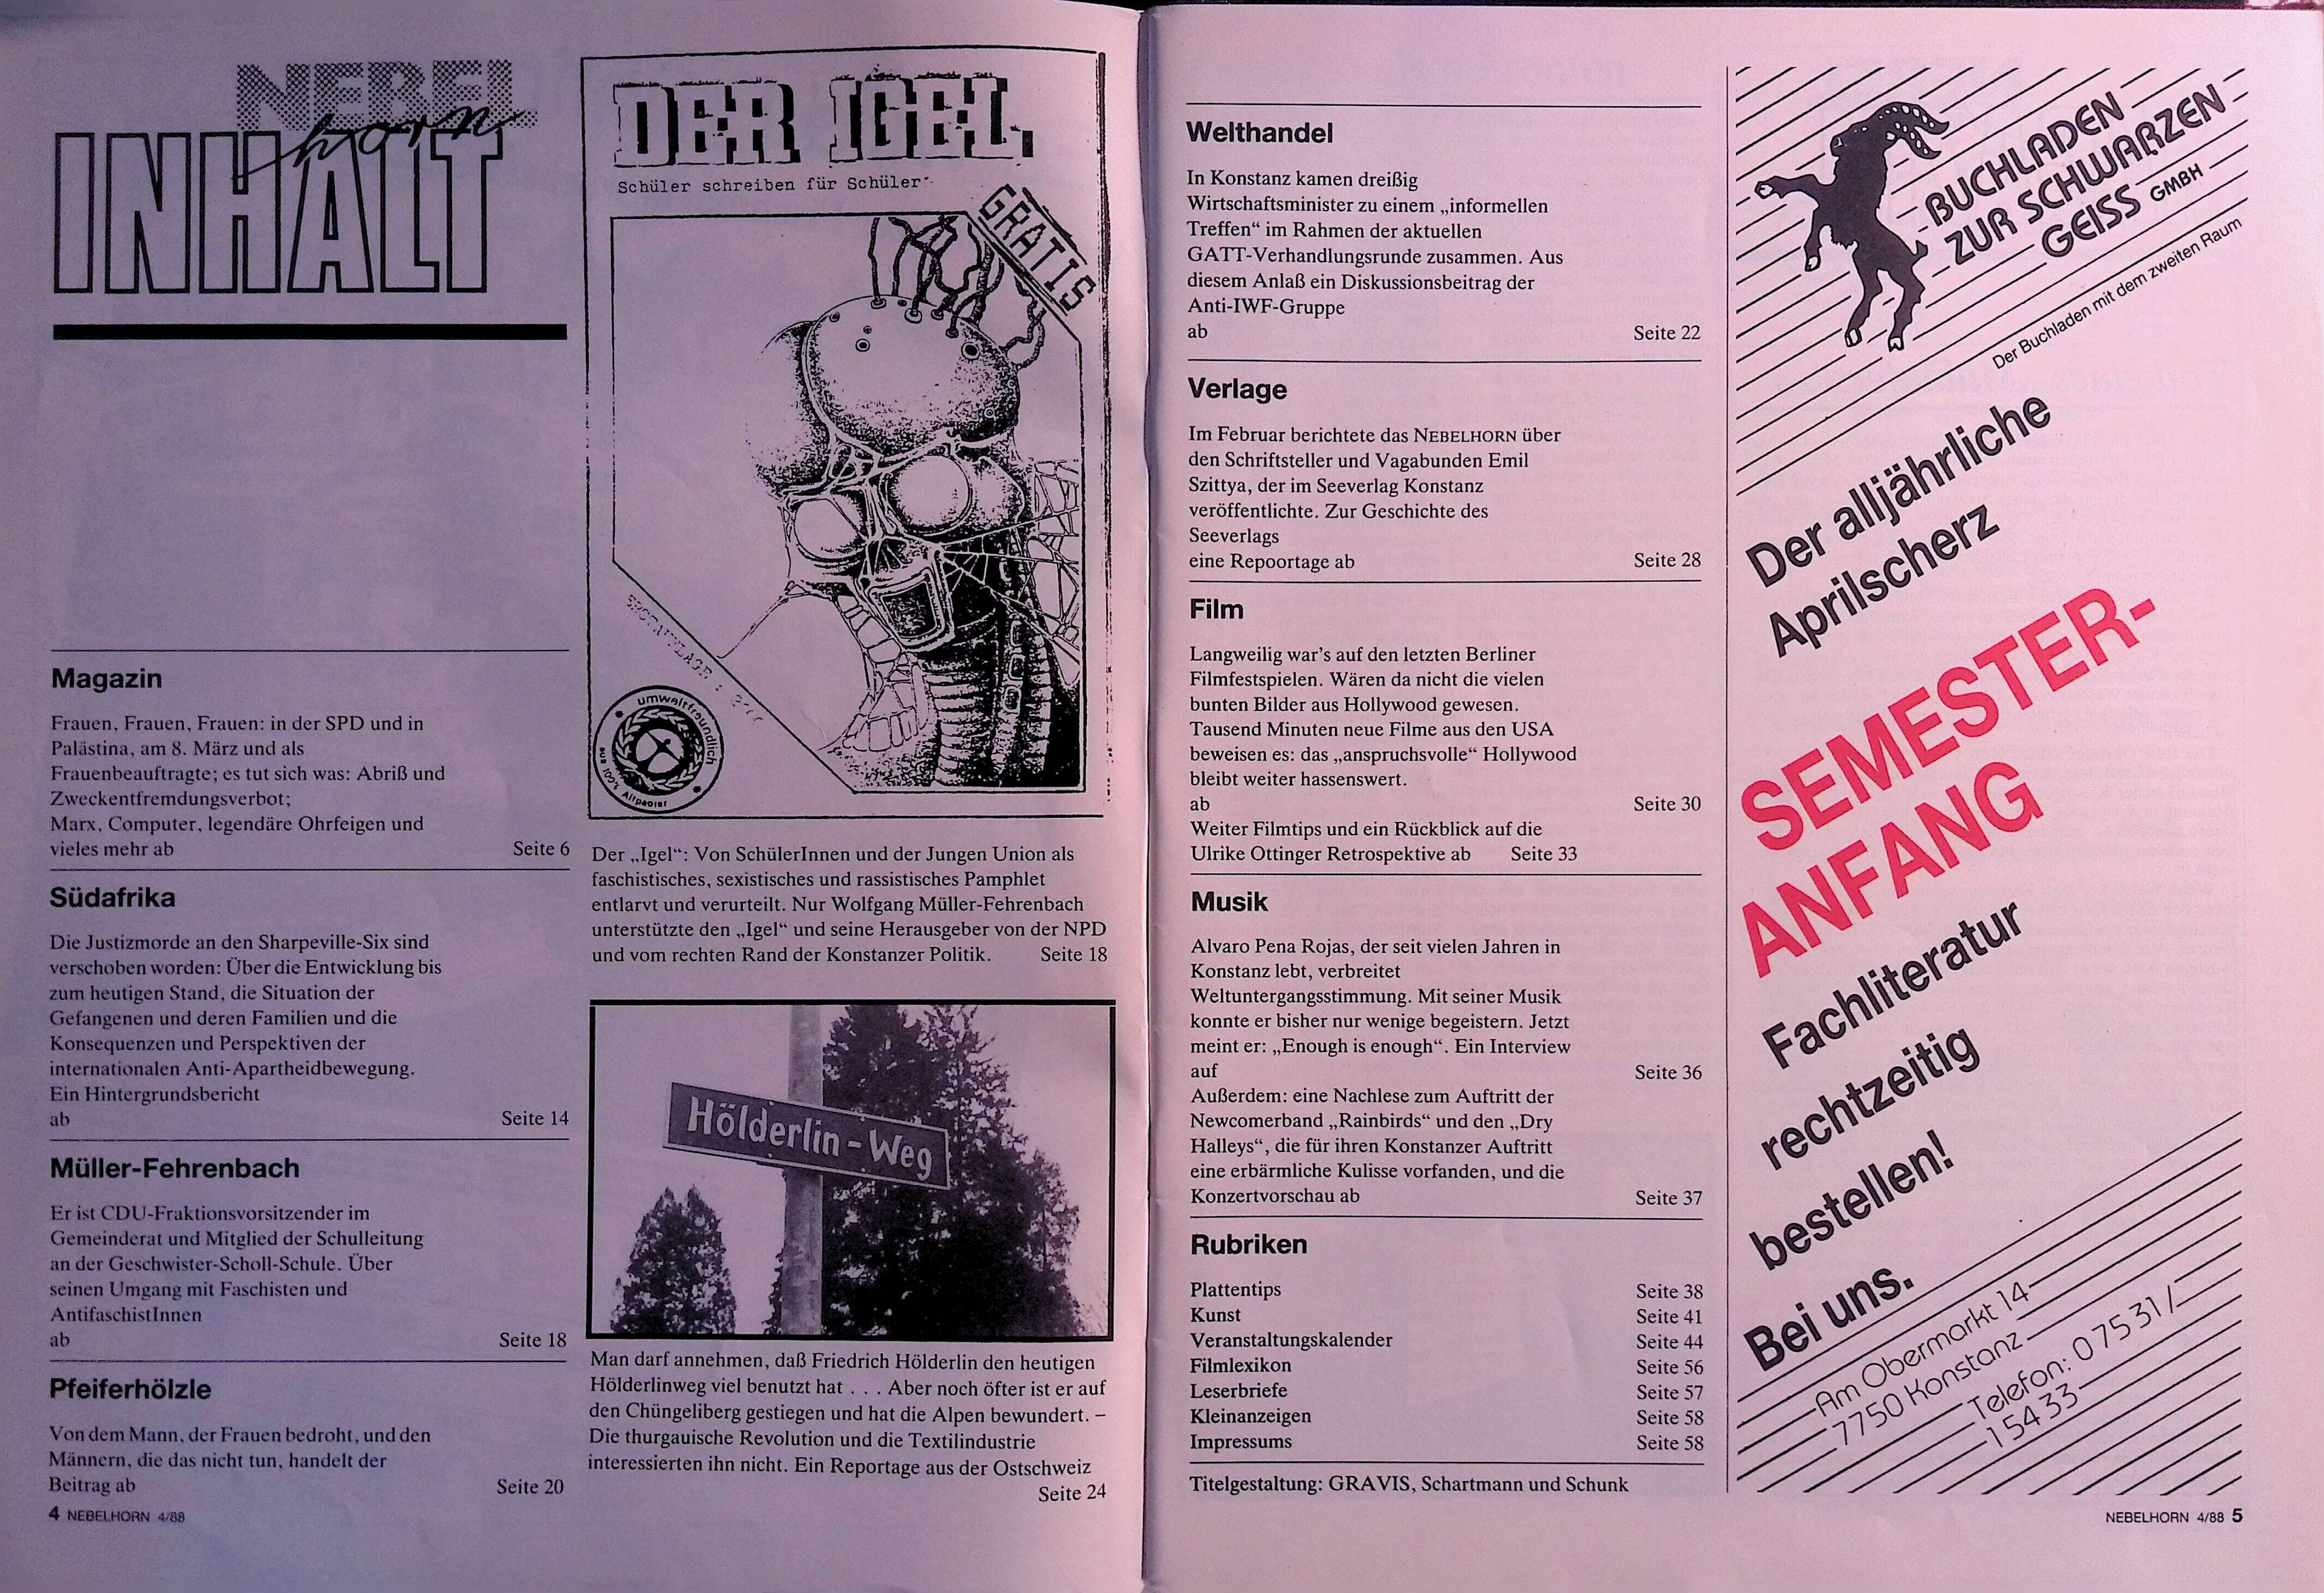 NEBEL
horn
INHALT
Magazin
Frauen, Frauen, Frauen: in der SPD und in
Palästina, am 8. März und als
Frauenbeauftragte; es tut sich was: Abriß und
Zweckentfremdungsverbot;
Marx, Computer, legendäre Ohrfeigen und
vieles mehr ab Seite 6
Südafrika
Die Justizmorde an den Sharpeville-Six sind
verschoben worden: Über die Entwicklung bis
zum heutigen Stand, die Situation der
Gefangenen und deren Familien und die
Konsequenzen und Perspektiven der
internationalen Anti-Apartheidbewegung.
Ein Hintergrundsbericht
ab Seite 14
Müller-Fehrenbach
Er ist CDU-Fraktionsvorsitzender im
Gemeinderat und Mitglied der Schulleitung
an der Geschwister-Scholl-Schule. Über
seinen Umgang mit Faschisten und
AntifaschistInnen
ab Seite 18
Pfeiferhölzle
Von dem Mann, der Frauen bedroht, und den
Männern, die das nicht tun, handelt der
Beitrag ab Seite 20
4 NEBELHORN 4/88
DER IGEL
Schüler schreiben für Schüler
GRATIS
ERSTAUFLAGE :
umweltfreundlich
aus 100% Altpapier
Der „Igel“: Von SchülerInnen und der Jungen Union als
faschistisches, sexistisches und rassistisches Pamphlet
entlarvt und verurteilt. Nur Wolfgang Müller-Fehrenbach
unterstützte den „Igel“ und seine Herausgeber von der NPD
und vom rechten Rand der Konstanzer Politik. Seite 18
Hölderlin-Weg
Man darf annehmen, daß Friedrich Hölderlin den heutigen
Hölderlinweg viel benutzt hat . . . Aber noch öfter ist er auf
den Chüngeliberg gestiegen und hat die Alpen bewundert. –
Die thurgauische Revolution und die Textilindustrie
interessierten ihn nicht. Ein Reportage aus der Ostschweiz
Seite 24
Welthandel
In Konstanz kamen dreißig
Wirtschaftsminister zu einem „informellen
Treffen“ im Rahmen der aktuellen
GATT-Verhandlungsrunde zusammen. Aus
diesem Anlaß ein Diskussionsbeitrag der
Anti-IWF-Gruppe
ab Seite 22
Verlage
Im Februar berichtete das NEBELHORN über
den Schriftsteller und Vagabunden Emil
Szittya, der im Seeverlag Konstanz
veröffentlichte. Zur Geschichte des
Seeverlags
eine Repoortage ab Seite 28
Film
Langweilig war's auf den letzten Berliner
Filmfestspielen. Wären da nicht die vielen
bunten Bilder aus Hollywood gewesen.
Tausend Minuten neue Filme aus den USA
beweisen es: das „anspruchsvolle“ Hollywood
bleibt weiter hassenswert.
ab Seite 30
Weiter Filmtips und ein Rückblick auf die
Ulrike Ottinger Retrospektive ab Seite 33
Musik
Alvaro Pena Rojas, der seit vielen Jahren in
Konstanz lebt, verbreitet
Weltuntergangsstimmung. Mit seiner Musik
konnte er bisher nur wenige begeistern. Jetzt
meint er: „Enough is enough“. Ein Interview
auf Seite 36
Außerdem: eine Nachlese zum Auftritt der
Newcomerband „Rainbirds“ und den „Dry
Halleys“, die für ihren Konstanzer Auftritt
eine erbärmliche Kulisse vorfanden, und die
Konzertvorschau ab Seite 37
Rubriken
Plattentips Seite 38
Kunst Seite 41
Veranstaltungskalender Seite 44
Filmlexikon Seite 56
Leserbriefe Seite 57
Kleinanzeigen Seite 58
Impressums Seite 58
Titelgestaltung: GRAVIS, Schartmann und Schunk
BUCHLADEN
ZUR SCHWARZEN
GEISS GMBH
Der Buchladen mit dem zweiten Raum
Der alljährliche
Aprilscherz
SEMESTER-
ANFANG
Fachliteratur
rechtzeitig
bestellen!
Bei uns.
Am Obermarkt 14
7750 Konstanz
Telefon: 0 75 31 /
1 54 33
NEBELHORN 4/88 5